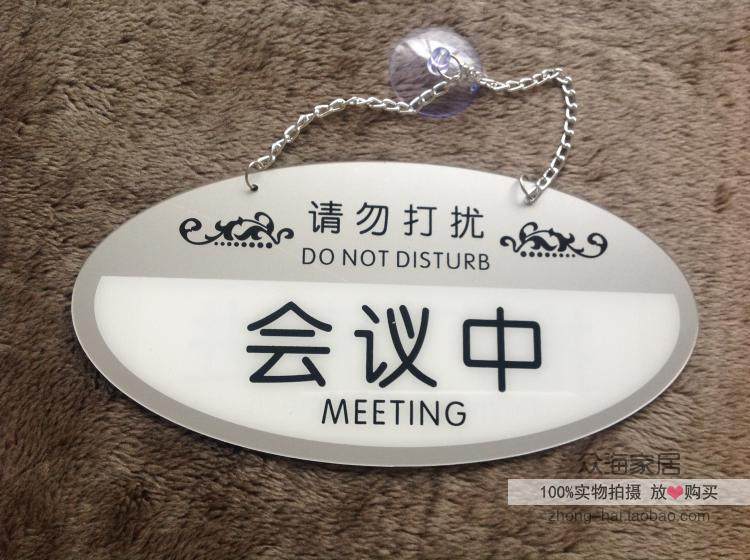 请勿打扰
DO NOT DISTURB
会议中
MEETING
众海家居
100%实物拍摄 放❤购买
zhong-hai.taobao.com